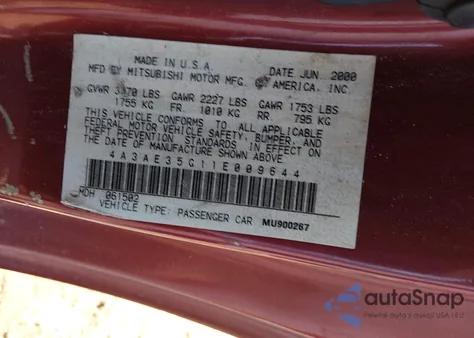 MADE IN U.S.A. DATE JUN. 2000
MFD BY MITSUBISHI MOTOR MFG. OF AMERICA, INC.
GVWR 3870 LBS GAWR 2227 LBS GAWR 1753 LBS
1755 KG FR. 1010 KG RR. 795 KG
THIS VEHICLE CONFORMS TO ALL APPLICABLE
FEDERAL MOTOR VEHICLE SAFETY, BUMPER, AND
THEFT PREVENTION STANDARDS IN EFFECT ON
THE DATE OF MANUFACTURE SHOWN ABOVE.
4A3AE35G11E009644
RDH 061502
VEHICLE TYPE: PASSENGER CAR MU900267
autoSnap